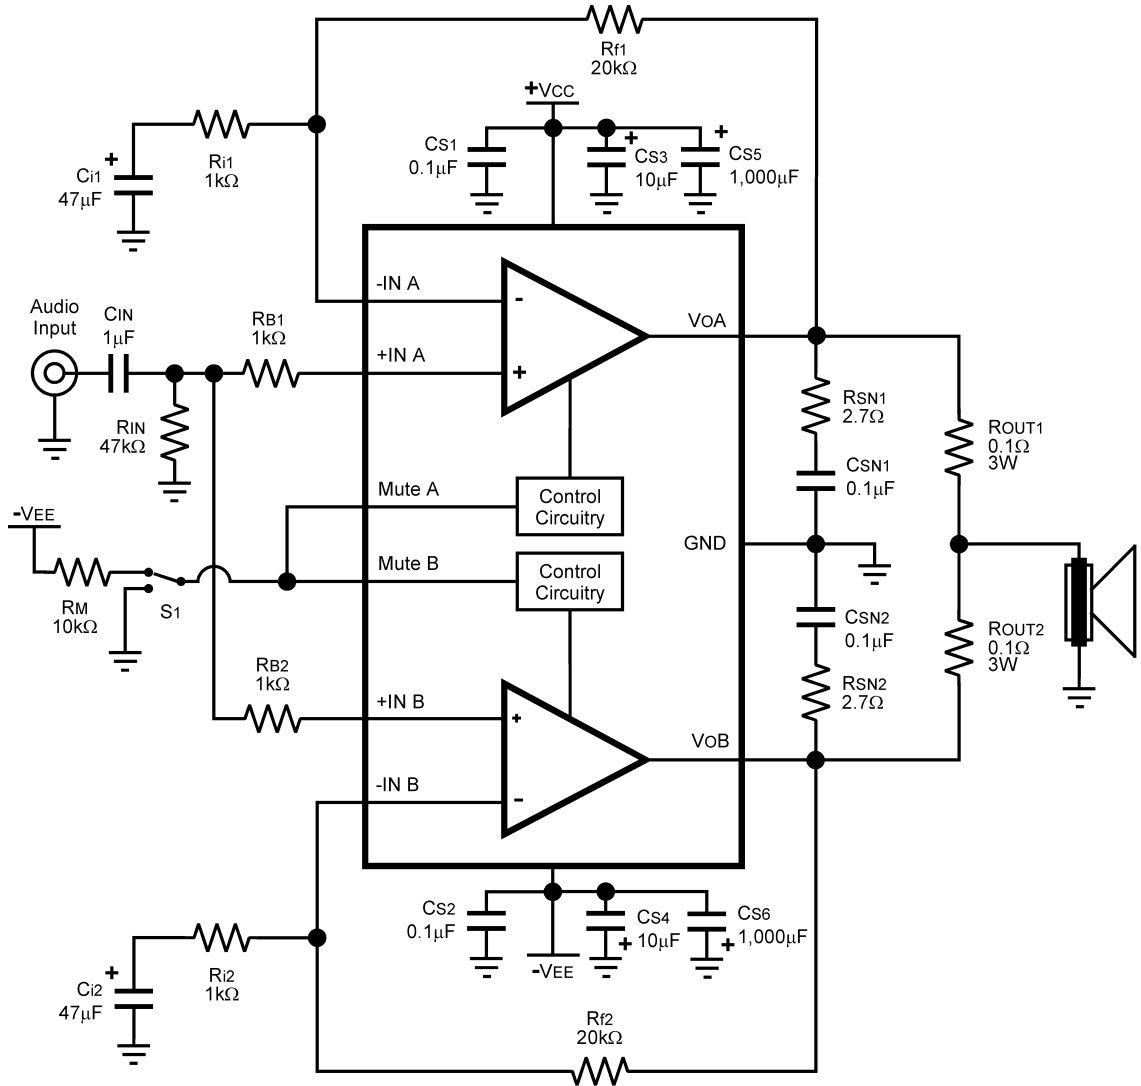 Rf1
20kΩ
+VCC
CS1
0.1μF
+
CS3
10μF
+
CS5
1,000μF
Ri1
1kΩ
+
Ci1
47μF
-IN A
-
Audio
Input
CIN
1μF
RB1
1kΩ
+IN A
+
VOA
RIN
47kΩ
RSN1
2.7Ω
ROUT1
0.1Ω
3W
CSN1
0.1μF
Mute A
Control
Circuitry
-VEE
GND
Mute B
Control
Circuitry
RM
10kΩ
S1
CSN2
0.1μF
ROUT2
0.1Ω
3W
RSN2
2.7Ω
RB2
1kΩ
+IN B
+
VOB
-IN B
-
CS2
0.1μF
CS4
10μF
+
CS6
1,000μF
+
-VEE
Ri2
1kΩ
+
Ci2
47μF
Rf2
20kΩ